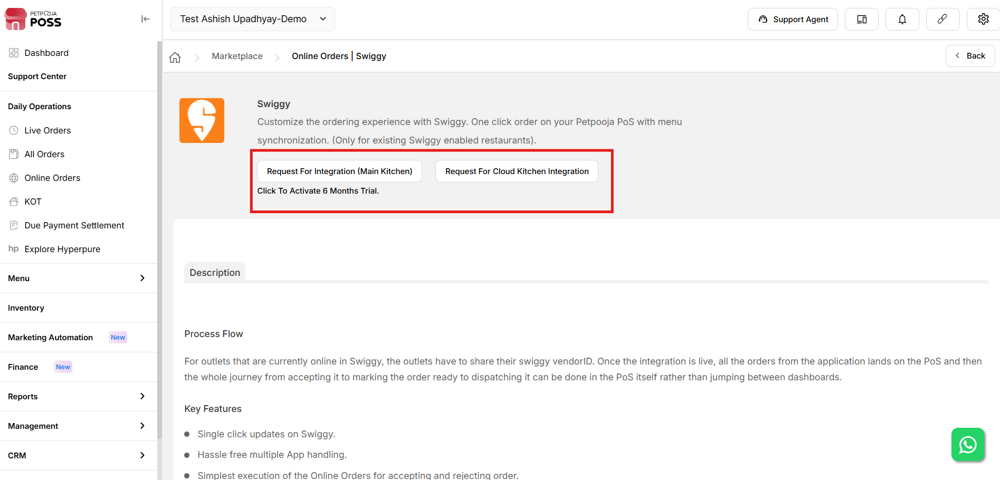 PETPOOJA
POSS
Test Ashish Upadhyay-Demo
Support Agent
Dashboard
Support Center
Daily Operations
Live Orders
All Orders
Online Orders
KOT
Due Payment Settlement
hp Explore Hyperpure
Menu
Inventory
Marketing Automation New
Finance New
Reports
Management
CRM
Marketplace
Online Orders | Swiggy
Back
Swiggy
Customize the ordering experience with Swiggy. One click order on your Petpooja PoS with menu
synchronization. (Only for existing Swiggy enabled restaurants).
Request For Integration (Main Kitchen)
Request For Cloud Kitchen Integration
Click To Activate 6 Months Trial.
Description
Process Flow
For outlets that are currently online in Swiggy, the outlets have to share their swiggy vendorID. Once the integration is live, all the orders from the application lands on the PoS and then
the whole journey from accepting it to marking the order ready to dispatching it can be done in the PoS itself rather than jumping between dashboards.
Key Features
Single click updates on Swiggy.
Hassle free multiple App handling.
Simplest execution of the Online Orders for accepting and rejecting order.